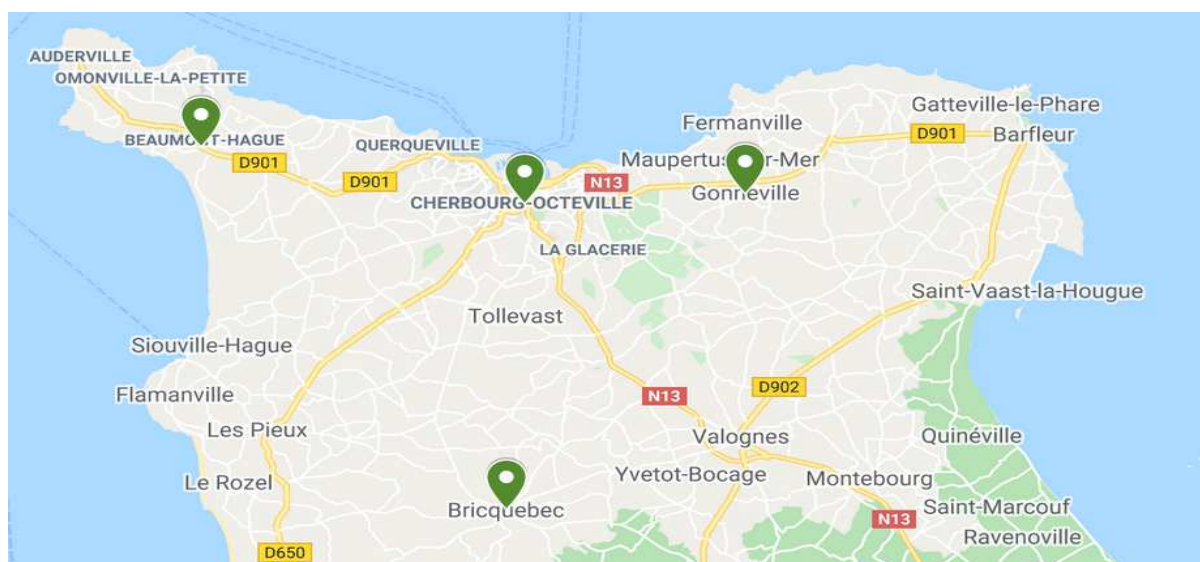 AUDERVILLE
OMONVILLE-LA-PETITE
BEAUMONT-HAGUE
D901
D901
QUERQUEVILLE
CHERBOURG-OCTEVILLE
N13
LA GLACERIE
Fermanville
Maupertus-sur-Mer
Gonneville
D901
Gatteville-le-Phare
Barfleur
Saint-Vaast-la-Hougue
Tollevast
Siouville-Hague
Flamanville
Les Pieux
Le Rozel
D650
Bricquebec
N13
D902
Valognes
Yvetot-Bocage
Montebourg
N13
Quinéville
Saint-Marcouf
Ravenoville